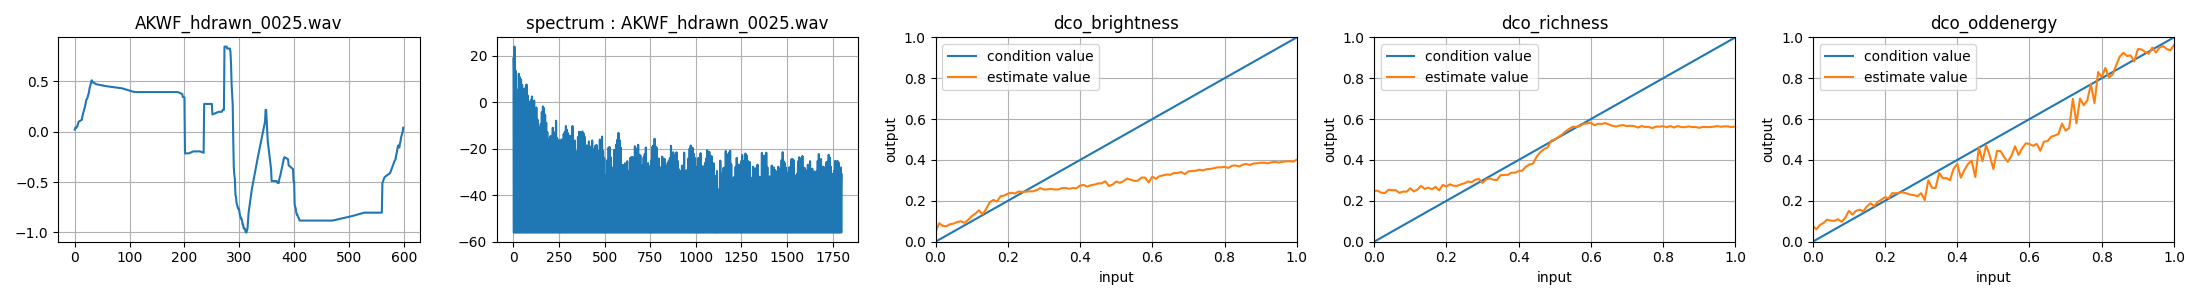 AKWF_hdrawn_0025.wav
0.5
0.0
−0.5
−1.0
0 100 200 300 400 500 600
spectrum : AKWF_hdrawn_0025.wav
20
0
−20
−40
−60
0 250 500 750 1000 1250 1500 1750
dco_brightness
condition value
estimate value
output
1.0
0.8
0.6
0.4
0.2
0.0
0.0 0.2 0.4 0.6 0.8 1.0
input
dco_richness
condition value
estimate value
output
1.0
0.8
0.6
0.4
0.2
0.0
0.0 0.2 0.4 0.6 0.8 1.0
input
dco_oddenergy
condition value
estimate value
output
1.0
0.8
0.6
0.4
0.2
0.0
0.0 0.2 0.4 0.6 0.8 1.0
input